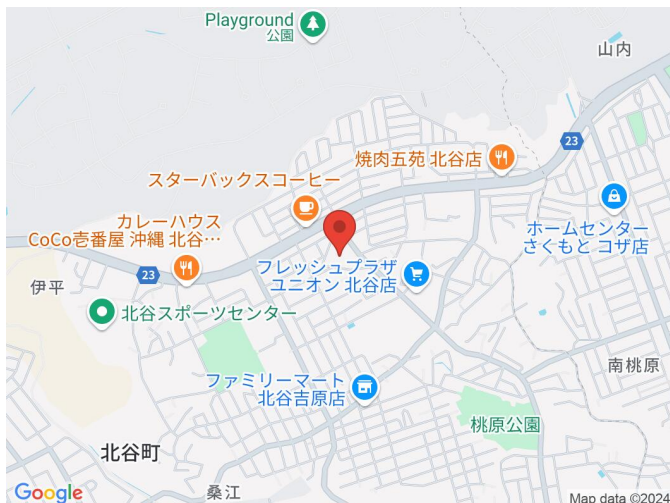 Playground
公園
山内
23
焼肉五苑 北谷店
スターバックスコーヒー
カレーハウス
CoCo壱番屋 沖縄 北谷…
ホームセンター
さくもと コザ店
23
フレッシュプラザ
ユニオン 北谷店
伊平
北谷スポーツセンター
南桃原
ファミリーマート
北谷吉原店
桃原公園
北谷町
桑江
Google
Map data ©2024